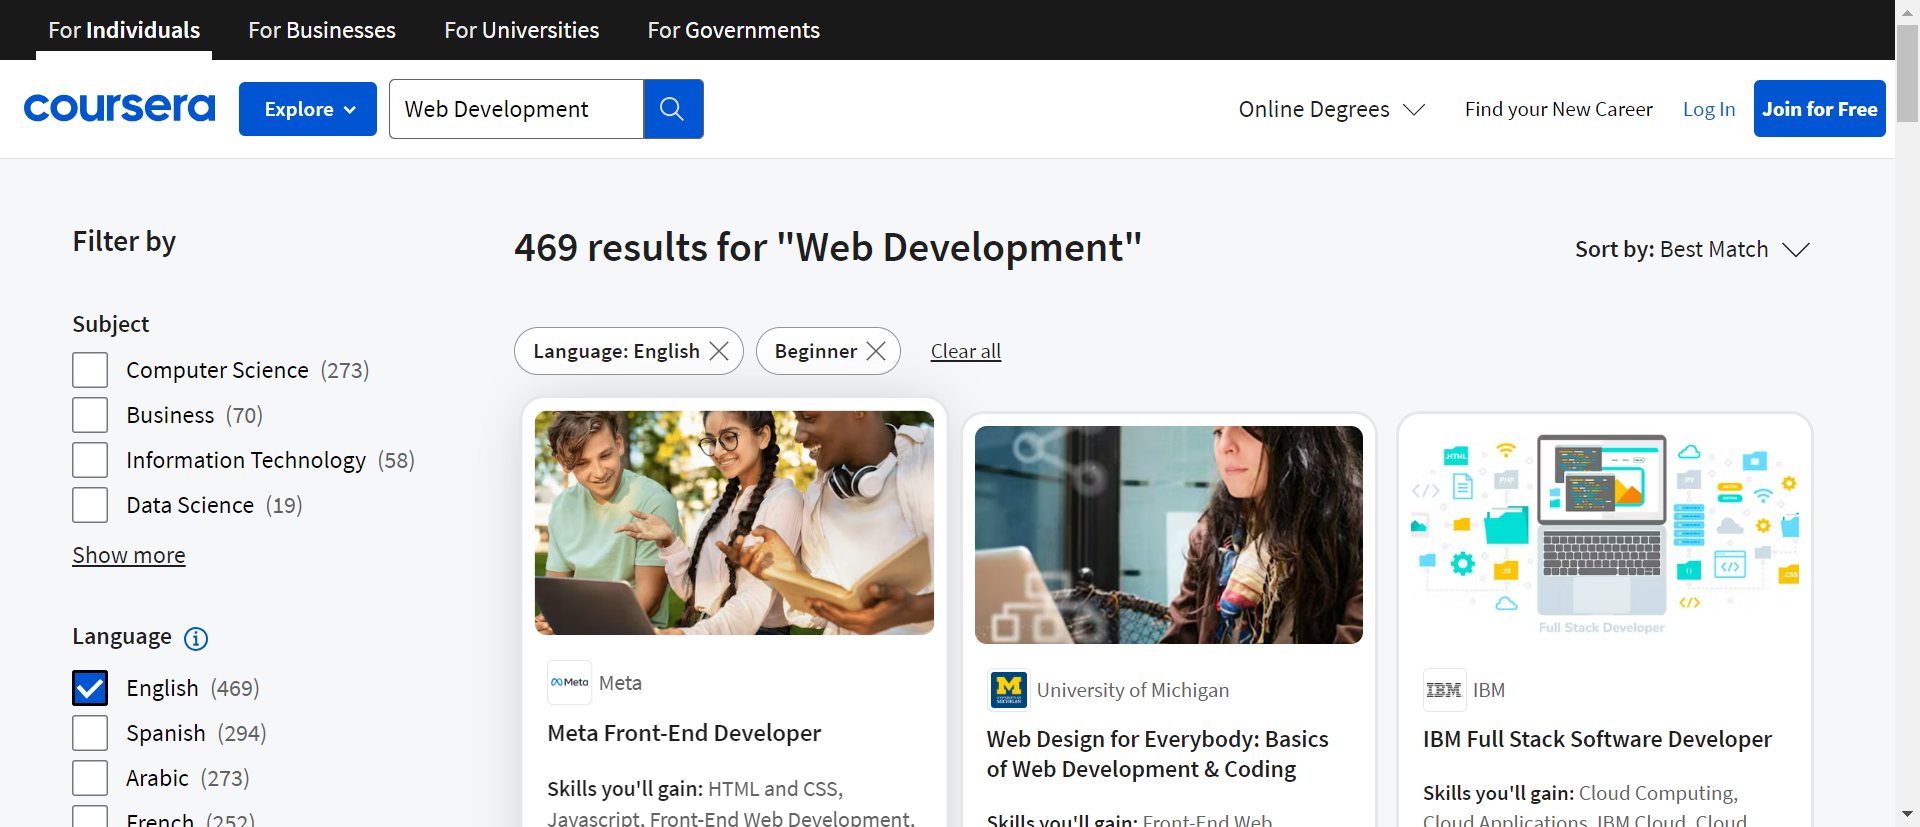 For Individuals
For Businesses
For Universities
For Governments
coursera
Explore
Web Development
Online Degrees
Find your New Career
Log In
Join for Free
Filter by
469 results for "Web Development"
Sort by: Best Match
Subject
Computer Science (273)
Business (70)
Information Technology (58)
Data Science (19)
Show more
Language
English (469)
Spanish (294)
Arabic (273)
French (252)
Language: English
Beginner
Clear all
Meta
Meta
Meta Front-End Developer
Skills you'll gain: HTML and CSS,
Javascript, Front-End Web Development,
M
UNIVERSITY OF
MICHIGAN
University of Michigan
Web Design for Everybody: Basics
of Web Development & Coding
Skills you'll gain: Front-End Web
.HTML
PHP
PY
</>
.JS
{}
</>
.CSS
</>
Full Stack Developer
IBM
IBM
IBM Full Stack Software Developer
Skills you'll gain: Cloud Computing,
Cloud Applications, IBM Cloud, Cloud